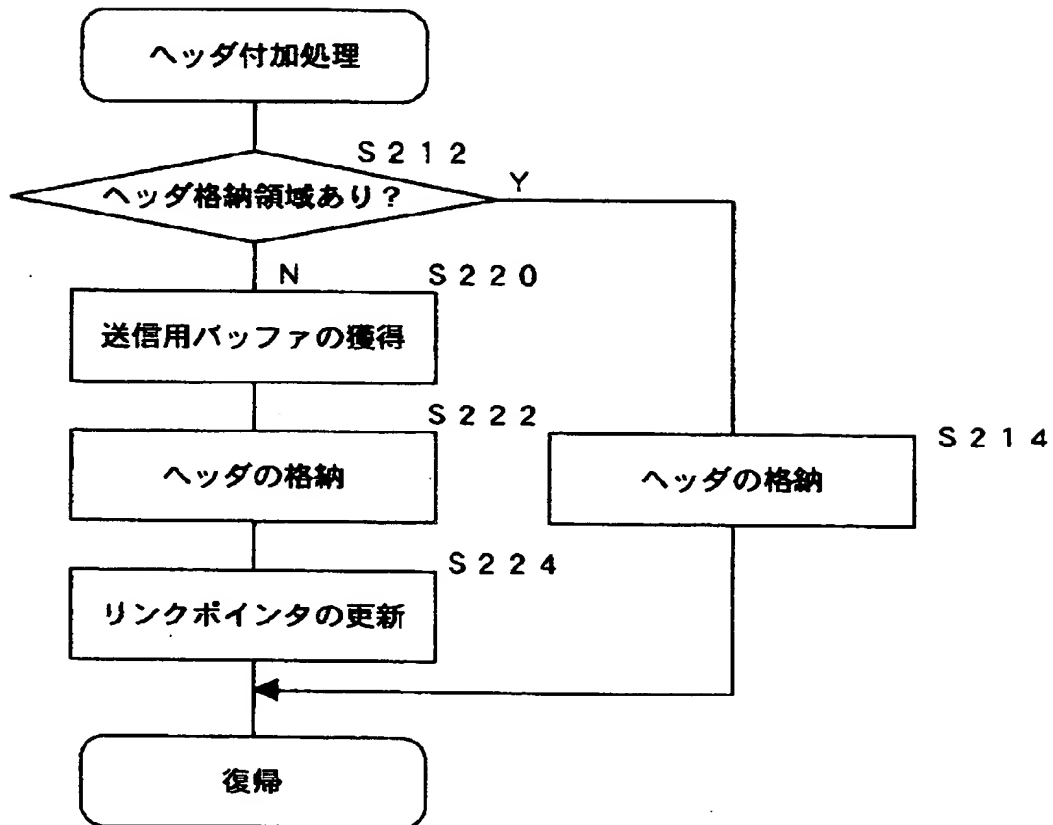 ヘッダ付加処理
S212
ヘッダ格納領域あり?
Y
N
S220
送信用バッファの獲得
S222
ヘッダの格納
S214
ヘッダの格納
S224
リンクポインタの更新
復帰